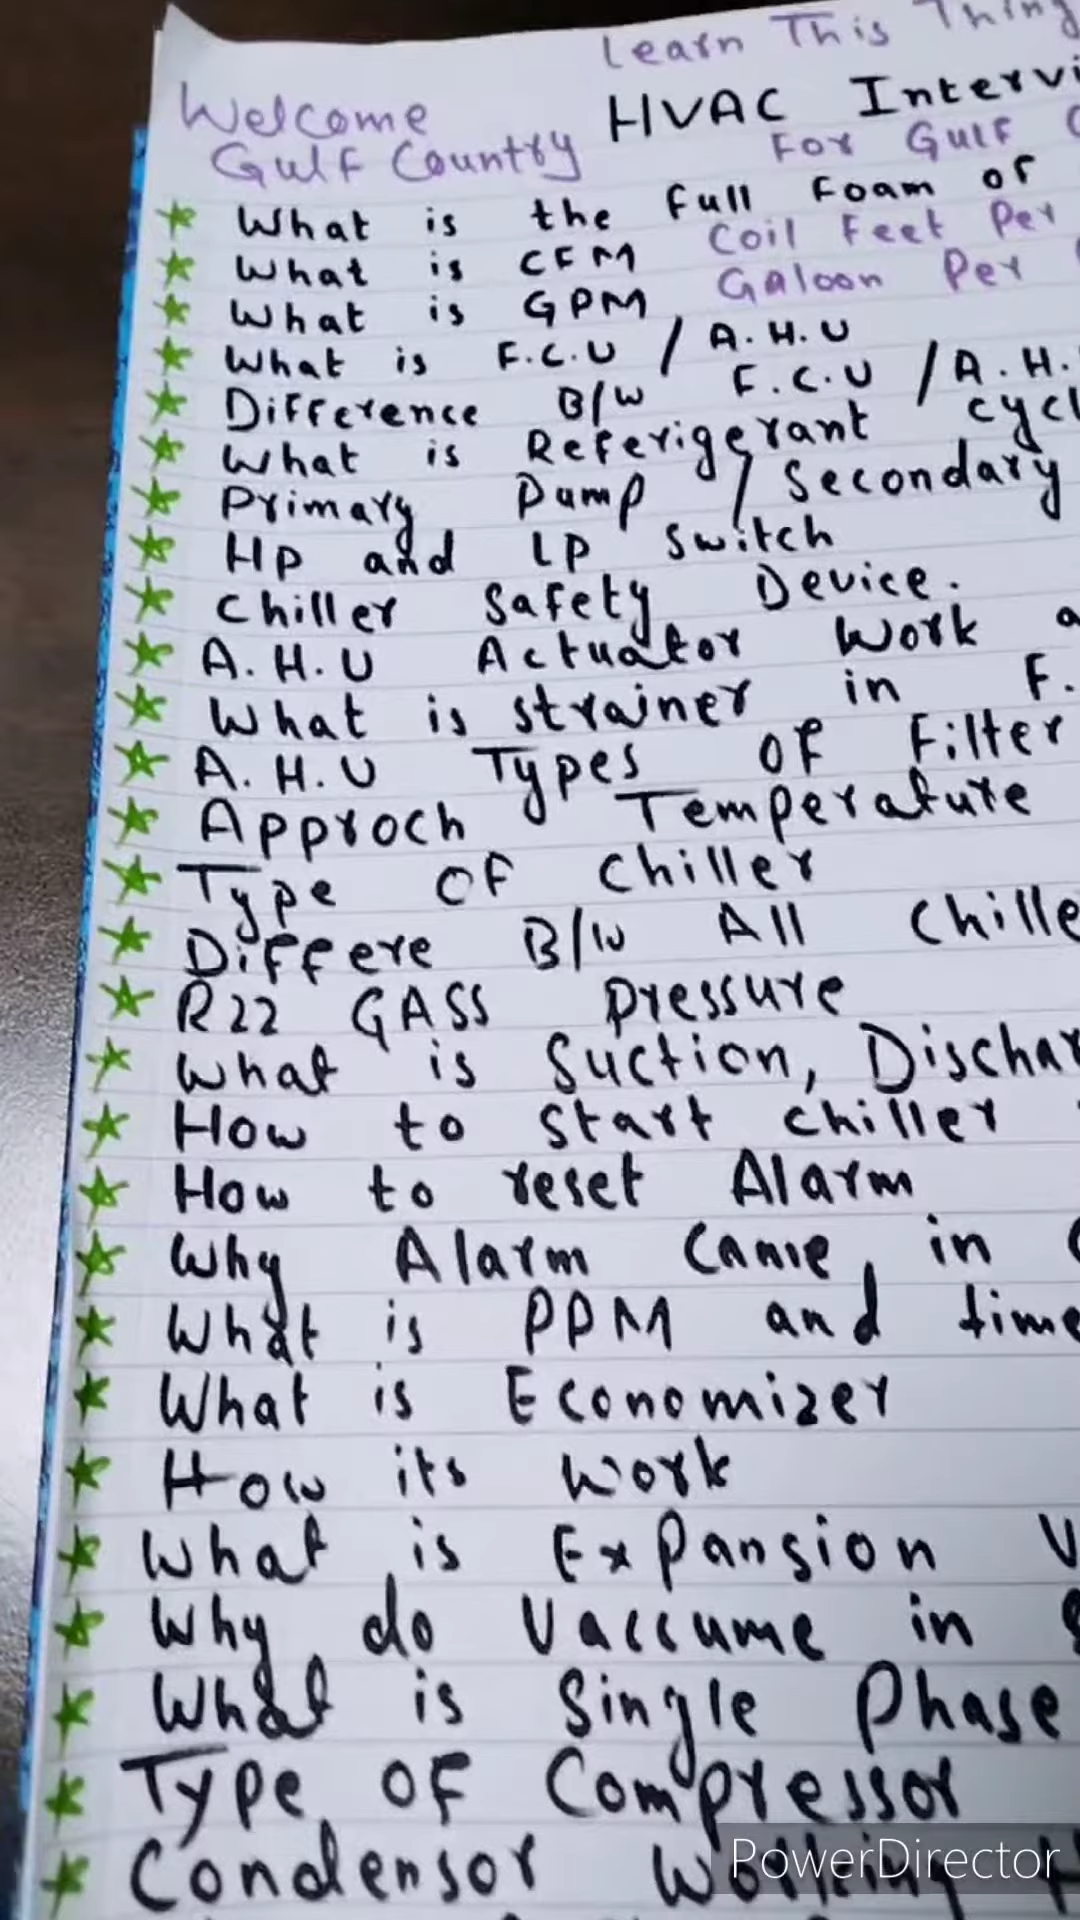 Learn This Thing
Welcome
HVAC Intervi
Gulf Country
For Gulf C
What is the Full Foam of
What is CFM Coil Feet Per
What is GPM Galoon Per
What is F.C.U / A.H.U
Difference B/w F.C.U / A.H.
What is Referigerant cycl
Primary Pump / Secondary
HP and LP Switch
Chiller Safety Device.
A.H.U Actuator Work a
What is strainer in F.
A.H.U Types OF Filter
Approch Temperature
Type OF Chiller
Differe B/w All Chille
R22 GASS Pressure
What is Suction, Dischar
How to Start chiller
How to reset Alarm
Why Alarm Came in C
What is PPM and time
What is Economizer
How its Work
What is Expansion V
Why do Vaccume in
What is Single Phase
Type OF Compressor
Condensor Working
PowerDirector